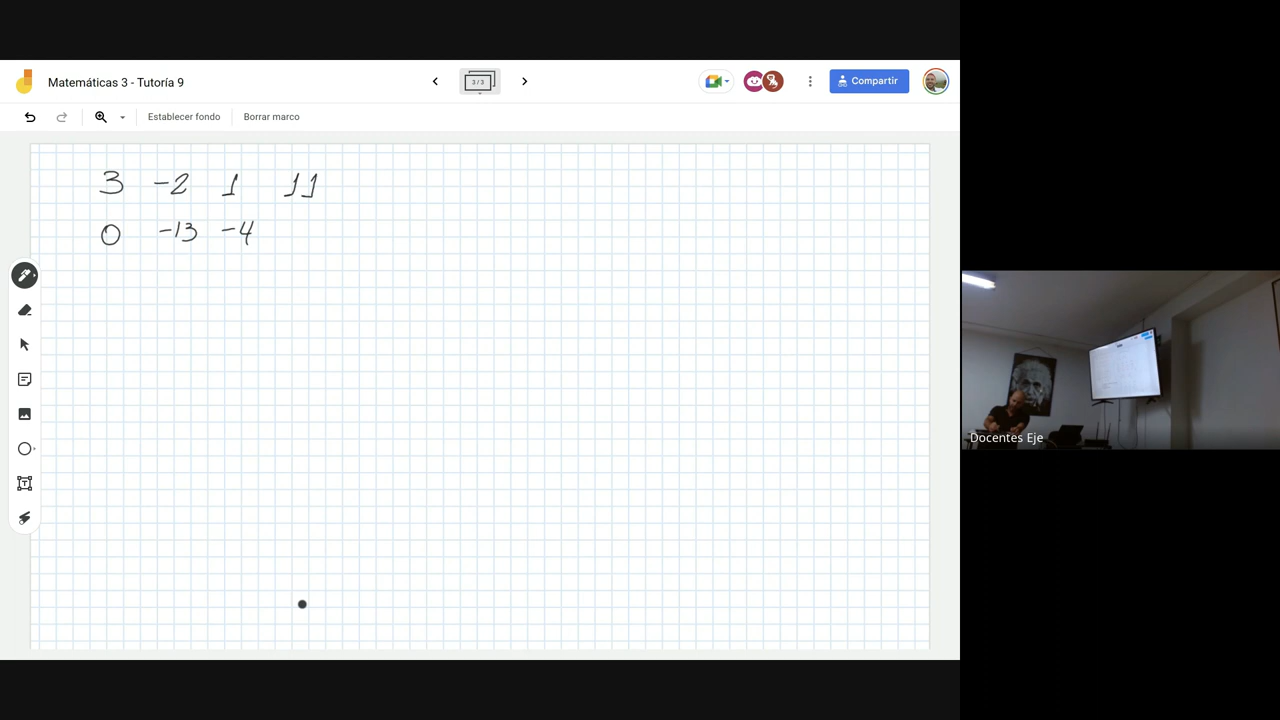 Matemáticas 3 - Tutoría 9
3/3
Compartir
Establecer fondo
Borrar marco
3 -2 1 11
0 -13 -4
Docentes Eje